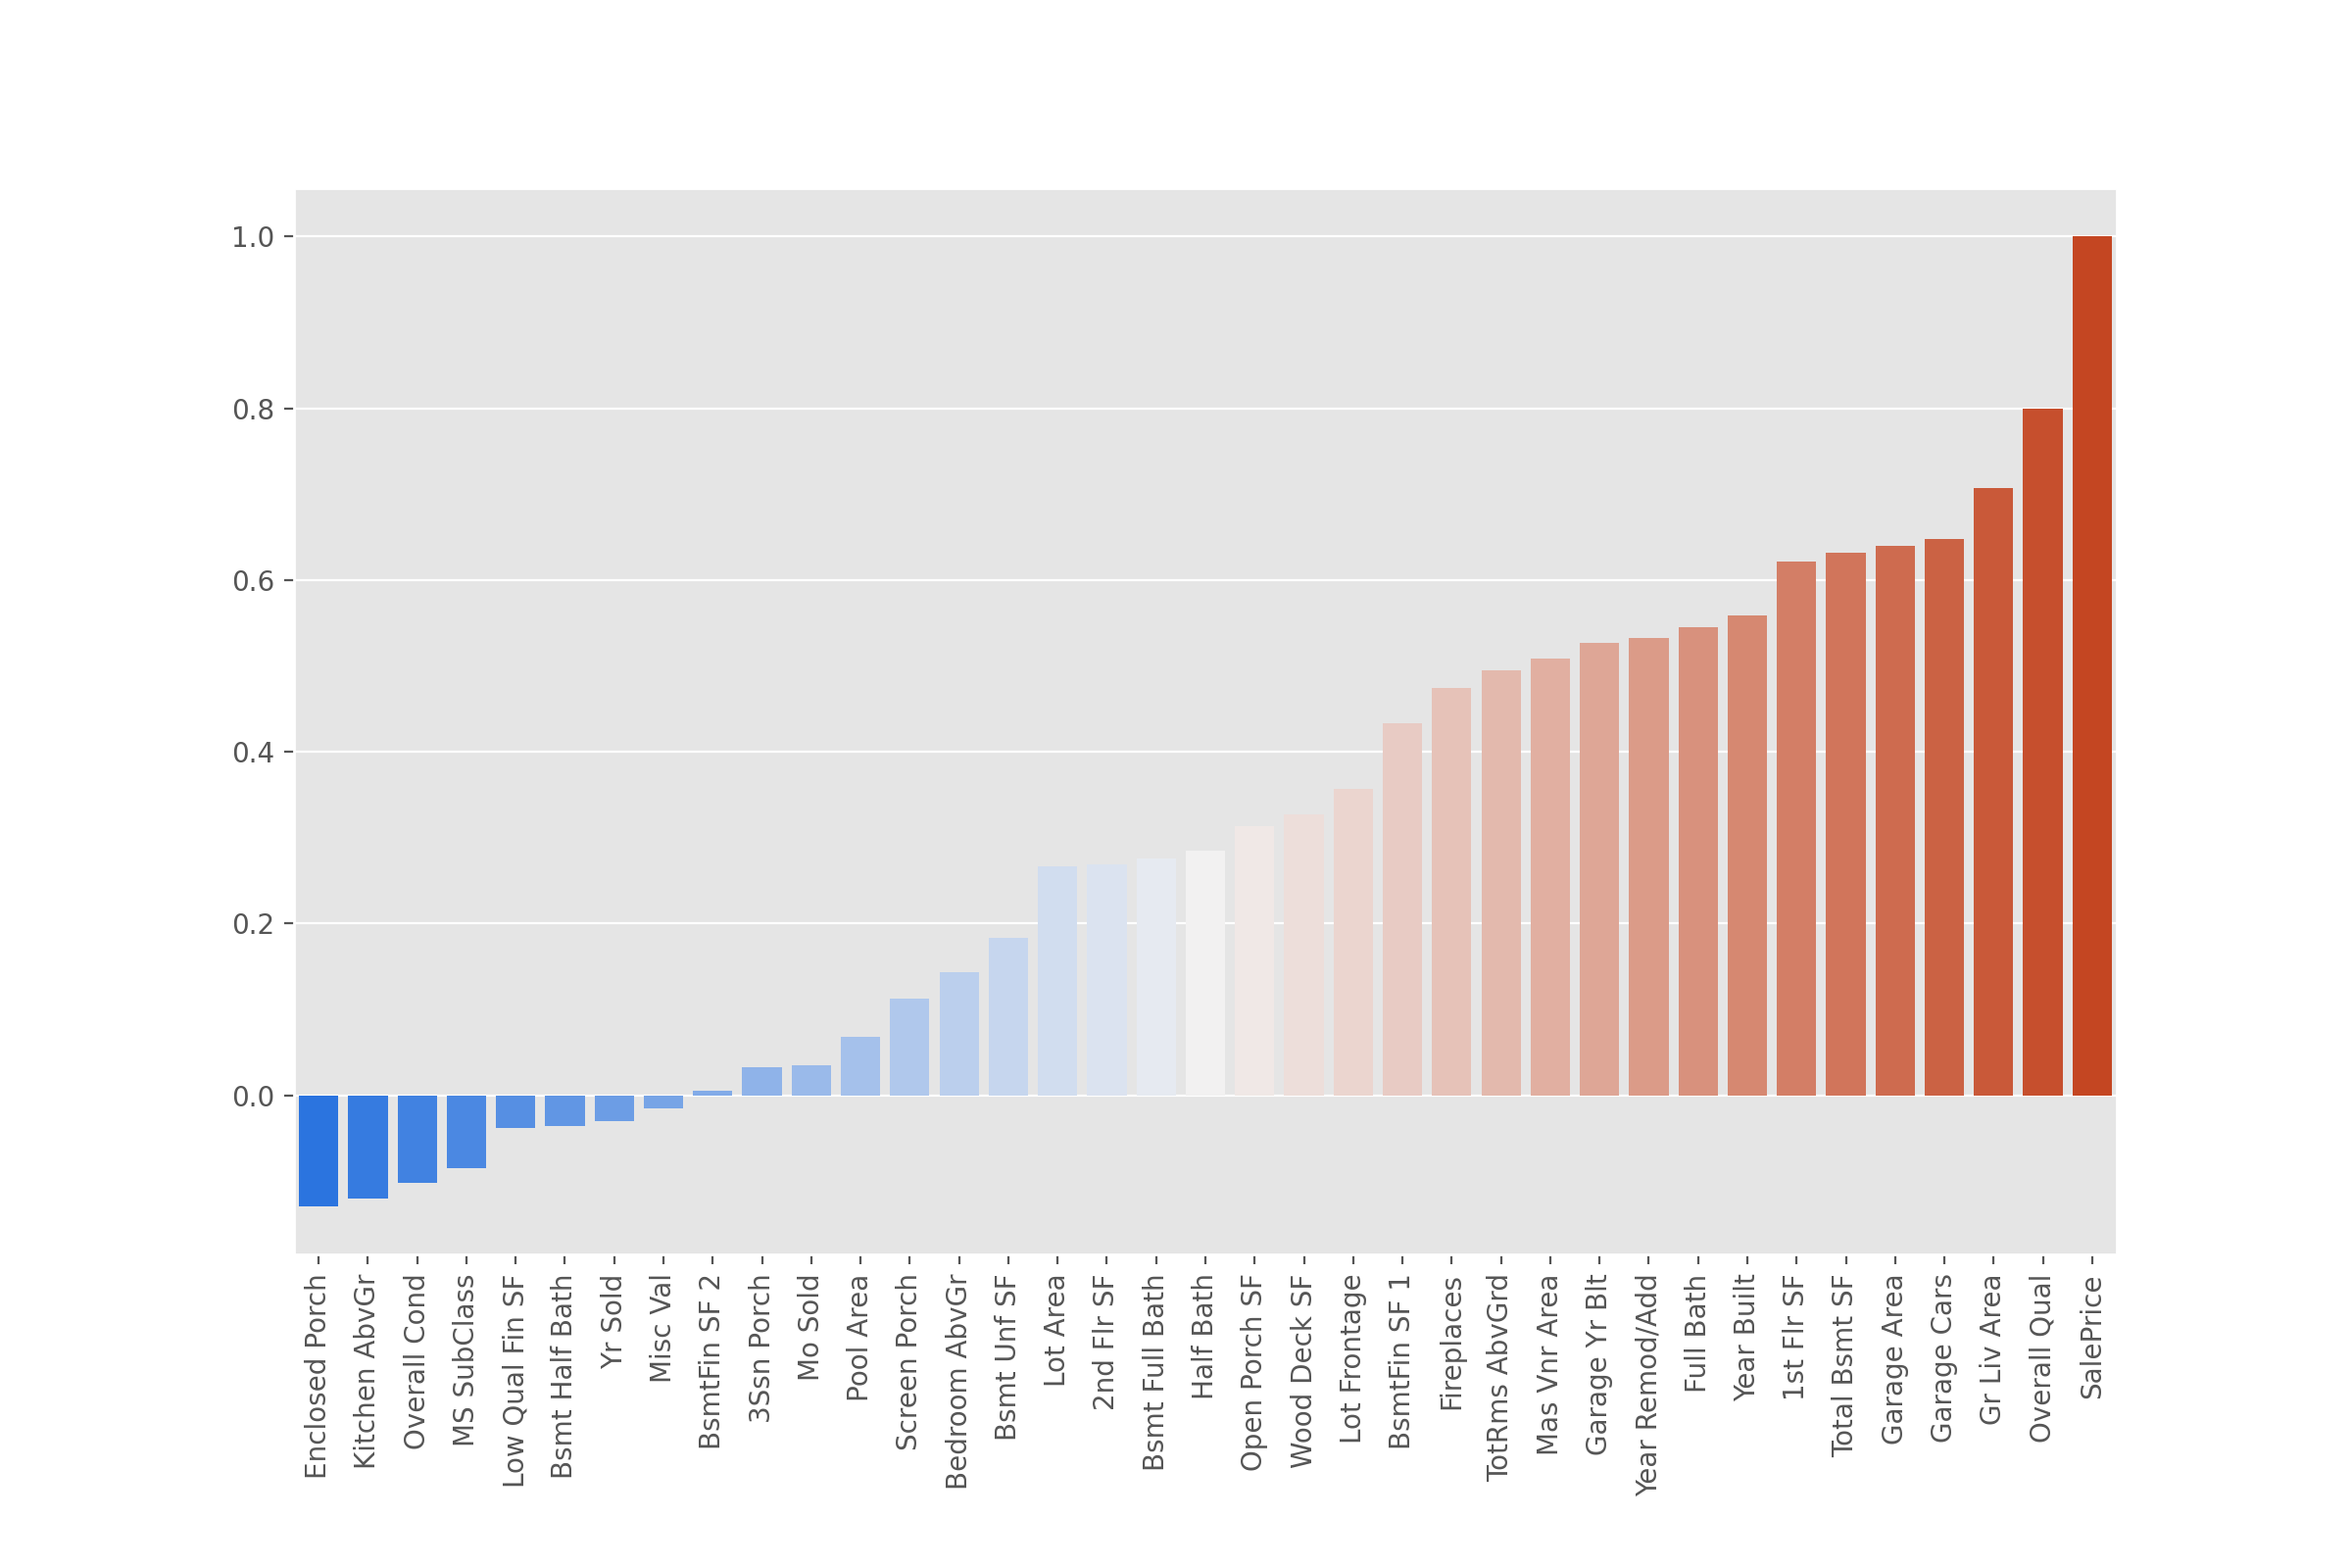 1.0
0.8
0.6
0.4
0.2
0.0
Enclosed Porch
Kitchen AbvGr
Overall Cond
MS SubClass
Low Qual Fin SF
Bsmt Half Bath
Yr Sold
Misc Val
BsmtFin SF 2
3Ssn Porch
Mo Sold
Pool Area
Screen Porch
Bedroom AbvGr
Bsmt Unf SF
Lot Area
2nd Flr SF
Bsmt Full Bath
Half Bath
Open Porch SF
Wood Deck SF
Lot Frontage
BsmtFin SF 1
Fireplaces
TotRms AbvGrd
Mas Vnr Area
Garage Yr Blt
Year Remod/Add
Full Bath
Year Built
1st Flr SF
Total Bsmt SF
Garage Area
Garage Cars
Gr Liv Area
Overall Qual
SalePrice